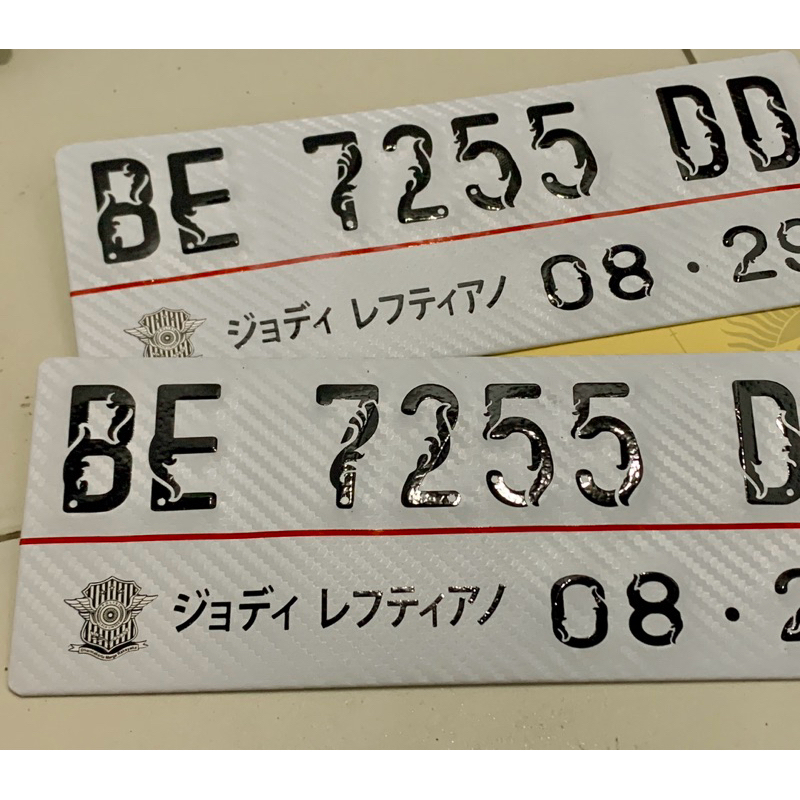 BE 7255 DD
08 · 29
ジョディ レフティアノ
BE 7255 D
08 · 2
ジョディ レフティアノ